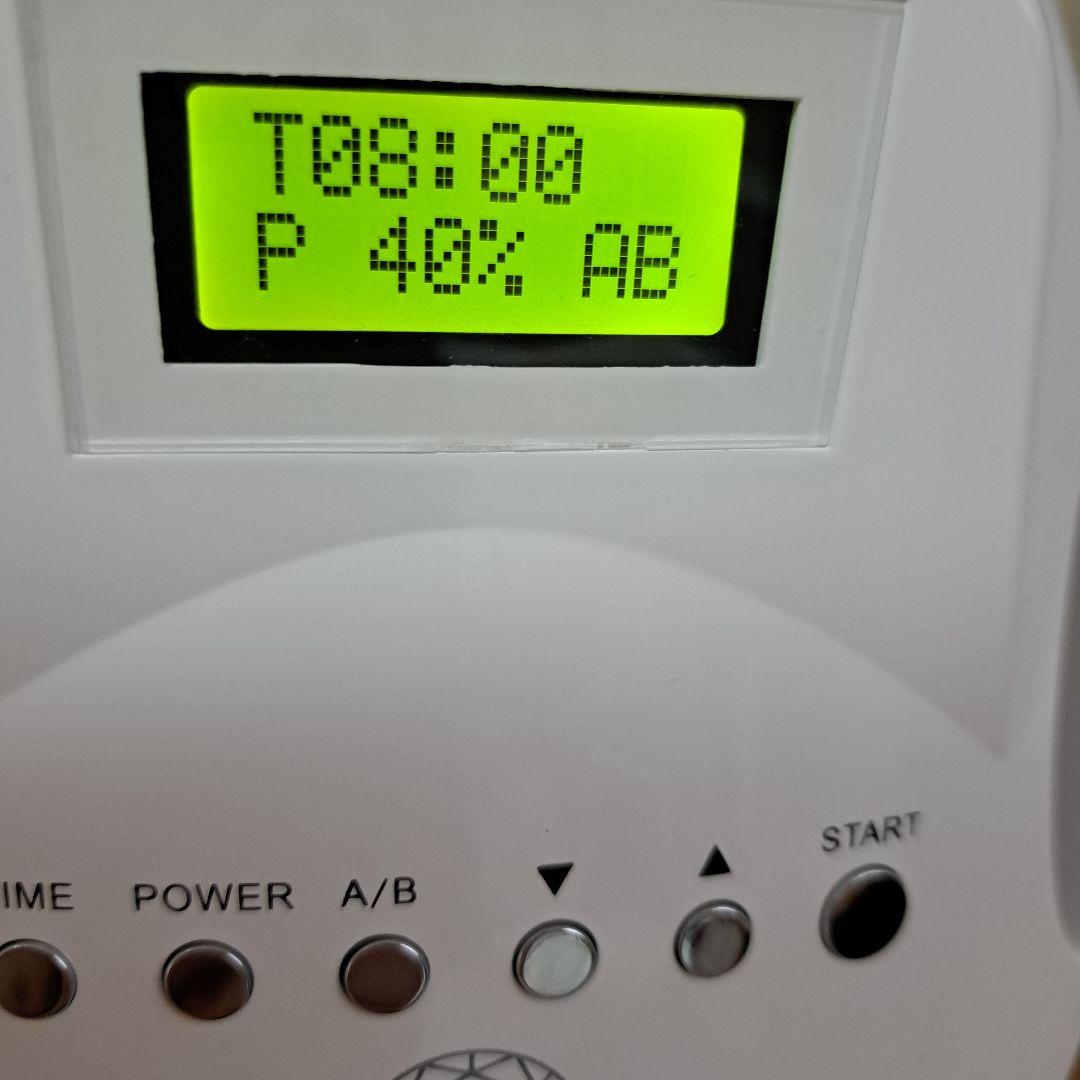 T08:00
P 40% AB
IME POWER A/B ▼ ▲ START